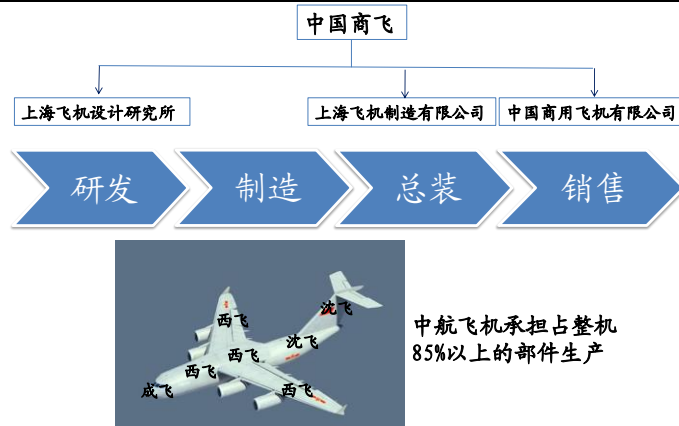 中国商飞
上海飞机设计研究所
上海飞机制造有限公司
中国商用飞机有限公司
研发
制造
总装
销售
沈飞
西飞
沈飞
西飞
西飞
成飞
西飞
中航飞机承担占整机
85%以上的部件生产